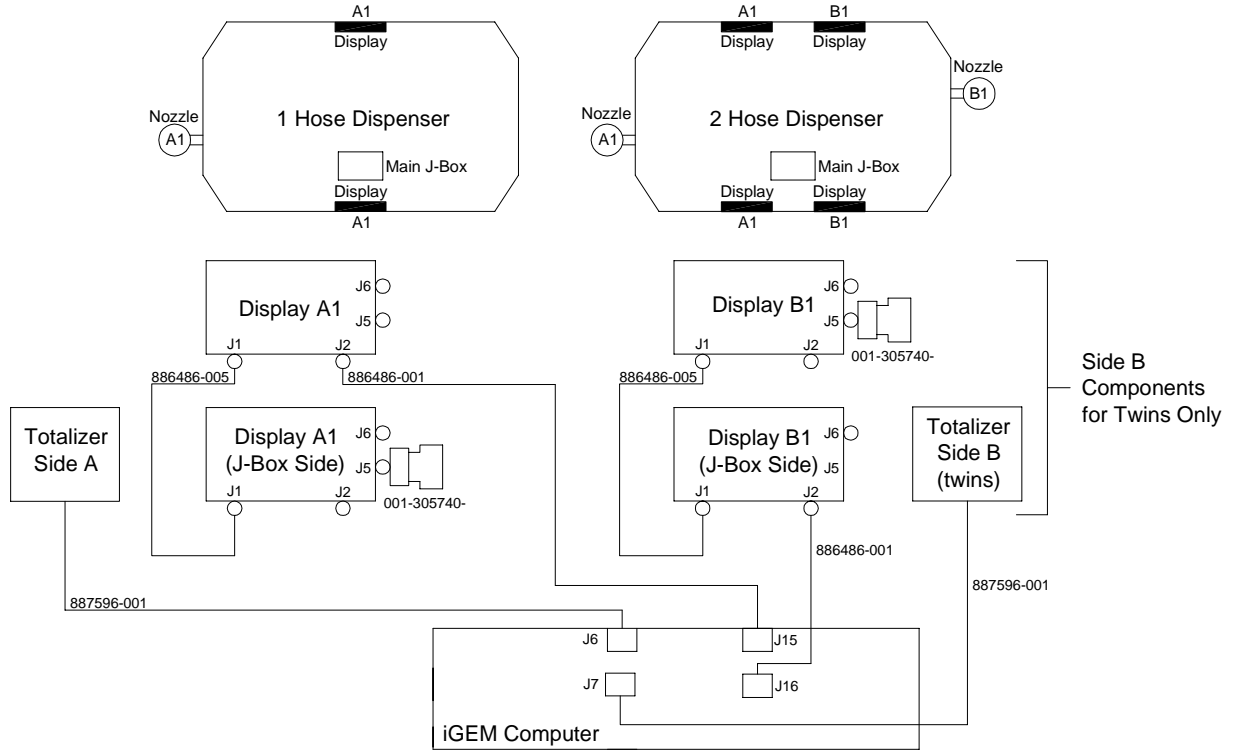 A1
Display
Nozzle
A1
1 Hose Dispenser
Main J-Box
Display
A1
A1
B1
Display
Display
Nozzle
B1
Nozzle
A1
2 Hose Dispenser
Main J-Box
Display
Display
A1
B1
Display A1
J6
J5
J1
J2
886486-005
886486-001
Display B1
J6
J5
J1
J2
001-305740-
886486-005
Side B
Components
for Twins Only
Totalizer
Side A
Display A1
(J-Box Side)
J6
J5
J1
J2
001-305740-
Display B1
(J-Box Side)
J6
J5
J1
J2
Totalizer
Side B
(twins)
886486-001
887596-001
887596-001
J6
J15
J7
J16
iGEM Computer